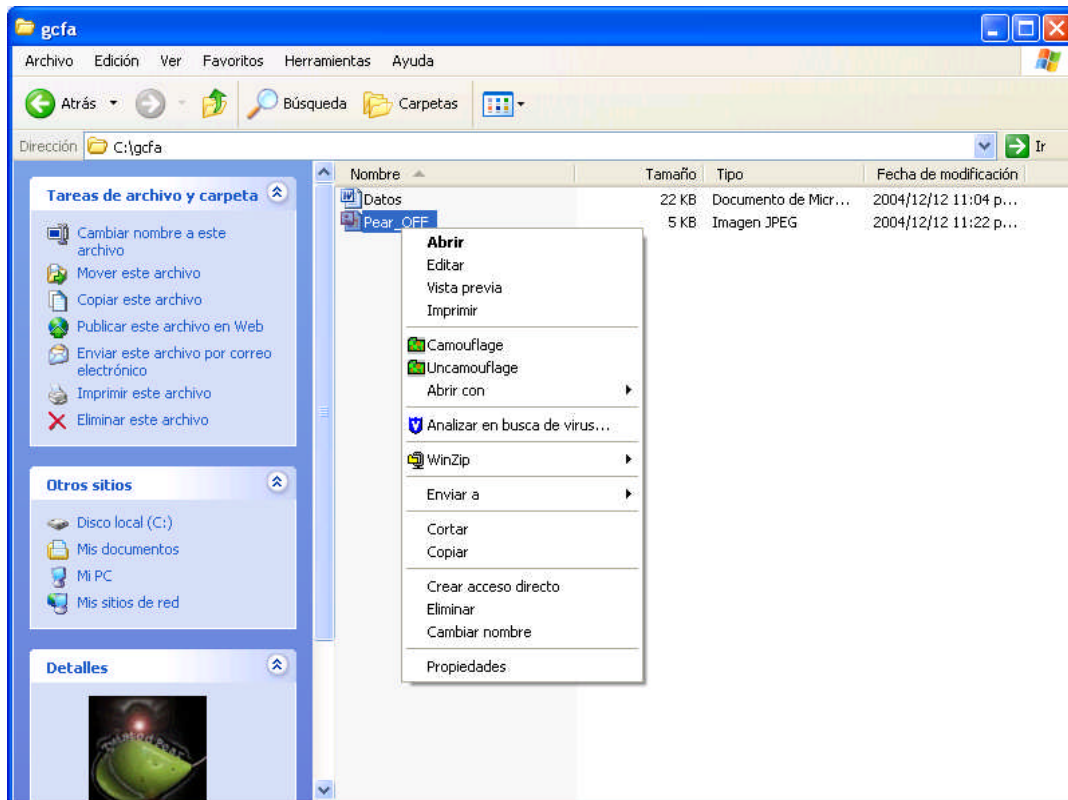 gcfa
Archivo Edición Ver Favoritos Herramientas Ayuda
Atrás Búsqueda Carpetas
Dirección C:\gcfa Ir
Tareas de archivo y carpeta
Cambiar nombre a este
archivo
Mover este archivo
Copiar este archivo
Publicar este archivo en Web
Enviar este archivo por correo
electrónico
Imprimir este archivo
Eliminar este archivo
Otros sitios
Disco local (C:)
Mis documentos
Mi PC
Mis sitios de red
Detalles
Twisted Pear
Nombre Tamaño Tipo Fecha de modificación
Datos 22 KB Documento de Micr... 2004/12/12 11:04 p...
Pear_OFF 5 KB Imagen JPEG 2004/12/12 11:22 p...
Abrir
Editar
Vista previa
Imprimir
Camouflage
Uncamouflage
Abrir con
Analizar en busca de virus...
WinZip
Enviar a
Cortar
Copiar
Crear acceso directo
Eliminar
Cambiar nombre
Propiedades